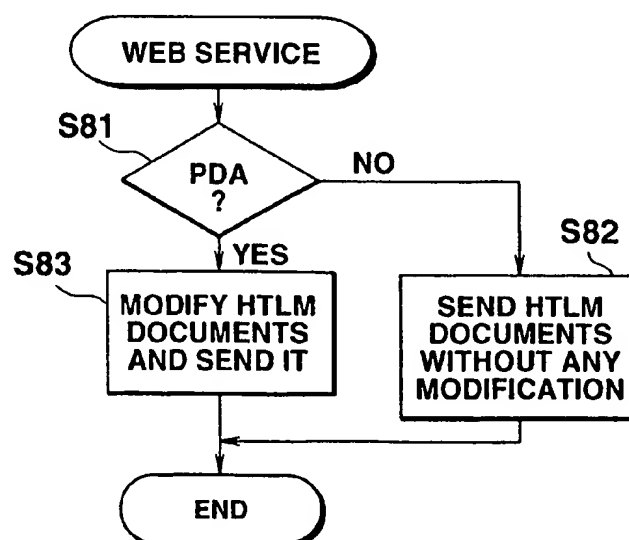 WEB SERVICE
S81
PDA
?
NO
YES
S82
S83
MODIFY HTLM
DOCUMENTS
AND SEND IT
SEND HTLM
DOCUMENTS
WITHOUT ANY
MODIFICATION
END